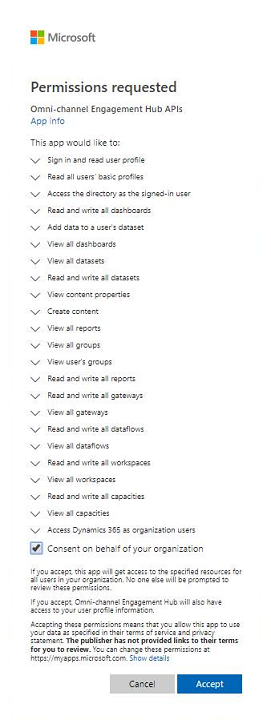 Microsoft
Permissions requested
Omni-channel Engagement Hub APIs
App info
This app would like to:
Sign in and read user profile
Read all users' basic profiles
Access the directory as the signed-in user
Read and write all dashboards
Add data to a user's dataset
View all dashboards
View all datasets
Read and write all datasets
View content properties
Create content
View all reports
View all groups
View user's groups
Read and write all reports
Read and write all gateways
View all gateways
Read and write all dataflows
View all dataflows
Read and write all workspaces
View all workspaces
Read and write all capacities
View all capacities
Access Dynamics 365 as organization users
Consent on behalf of your organization
If you accept, this app will get access to the specified resources for
all users in your organization. No one else will be prompted to
review these permissions.
If you accept, Omni-channel Engagement Hub will also have
access to your user profile information.
Accepting these permissions means that you allow this app to use
your data as specified in their terms of service and privacy
statement. The publisher has not provided links to their terms
for you to review. You can change these permissions at
https://myapps.microsoft.com. Show details
Cancel
Accept